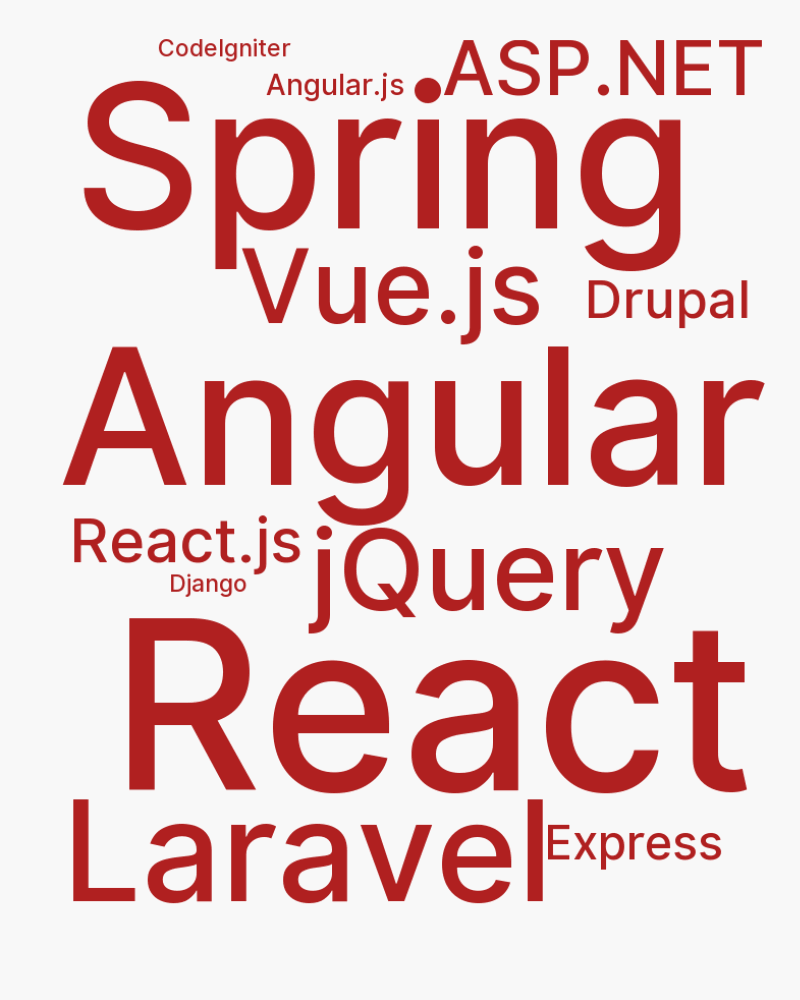 CodeIgniter
ASP.NET
Angular.js
Spring
Vue.js
Drupal
Angular
React.js
jQuery
Django
React
Laravel
Express